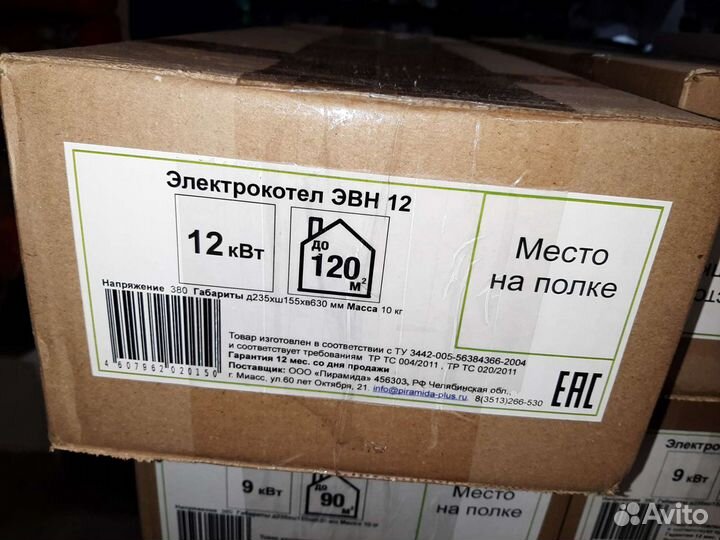 Электрокотел ЭВН 12
12 кВт
до
120 м²
Место
на полке
Напряжение 380 Габариты д235хш155хв630 мм Масса 10 кг
4 607962 020150
Товар изготовлен в соответствии с ТУ 3442-005-56384366-2004
и соответствует требованиям ТР ТС 004/2011 , ТР ТС 020/2011
Гарантия 12 мес. со дня продажи
Поставщик: ООО «Пирамида» 456303, РФ Челябинская обл.,
г. Миасс, ул.60 лет Октября, 21. info@piramida-plus.ru 8(3513)266-530
EAC
9 кВт
до
90 м²
Место
на полке
Электро
9 кВт
Avito